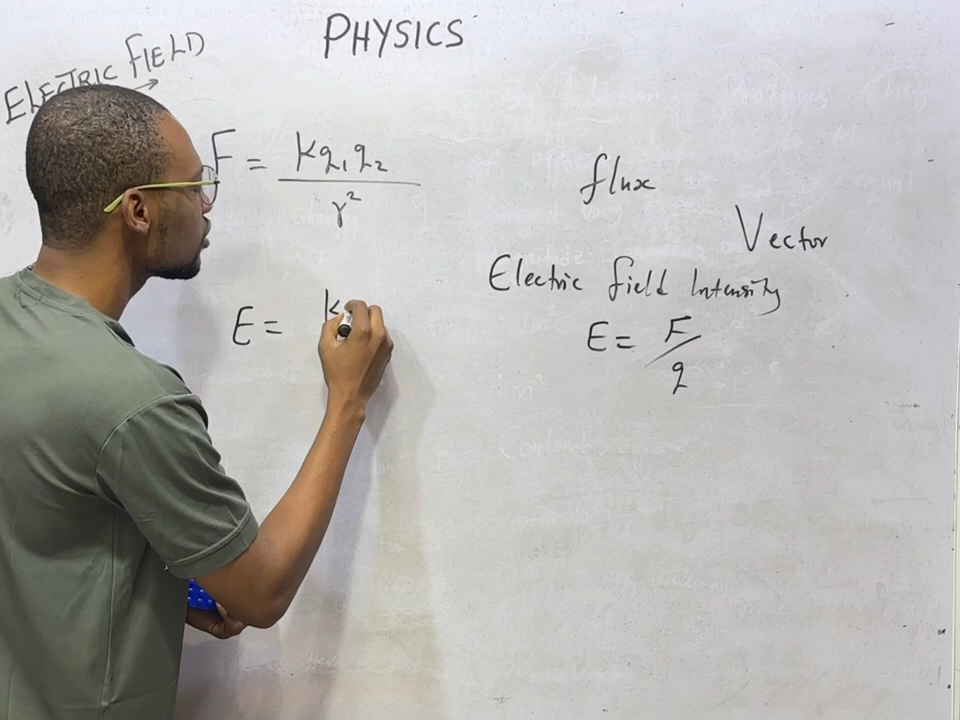 PHYSICS
ELECTRIC FIELD
F = kq₁q₂
r²
E = k
flux
Vector
Electric field Intensity
E = F/q